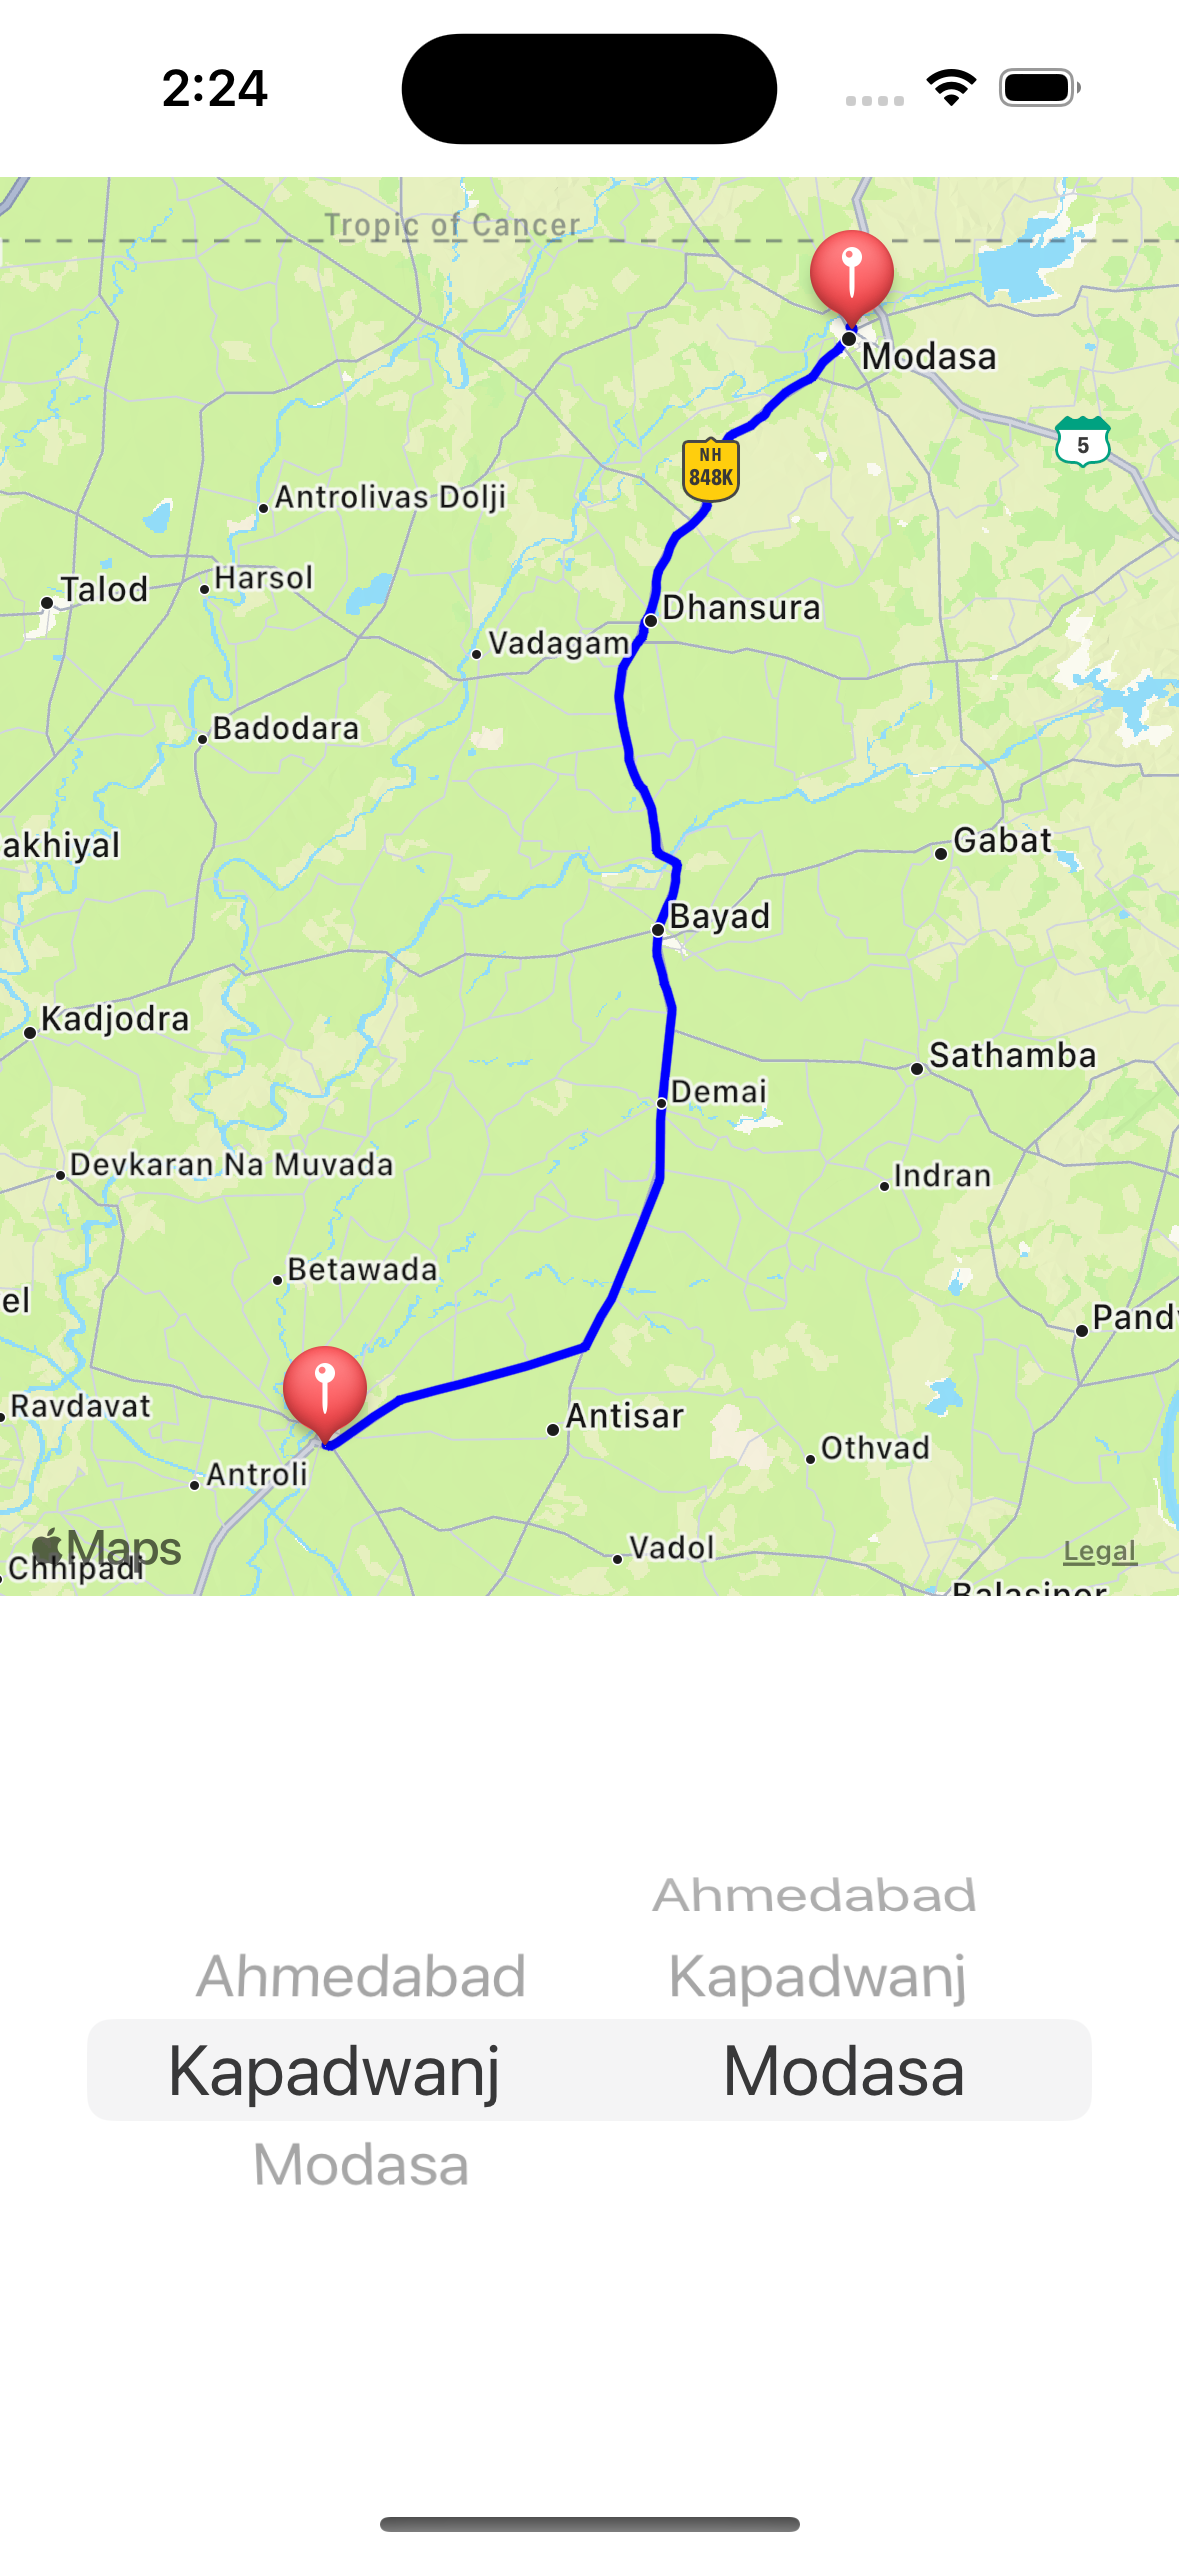 2:24
Tropic of Cancer
Modasa
5
NH
848K
Antrolivas Dolji
Talod
Harsol
Dhansura
Vadagam
Badodara
akhiyal
Gabat
Bayad
Kadjodra
Sathamba
Demai
Devkaran Na Muvada
Indran
Betawada
el
Pandv
Ravdavat
Antisar
Othvad
Antroli
Maps
Vadol
Legal
Chhipadi
Balasinor
Ahmedabad
Ahmedabad Kapadwanj
Kapadwanj Modasa
Modasa